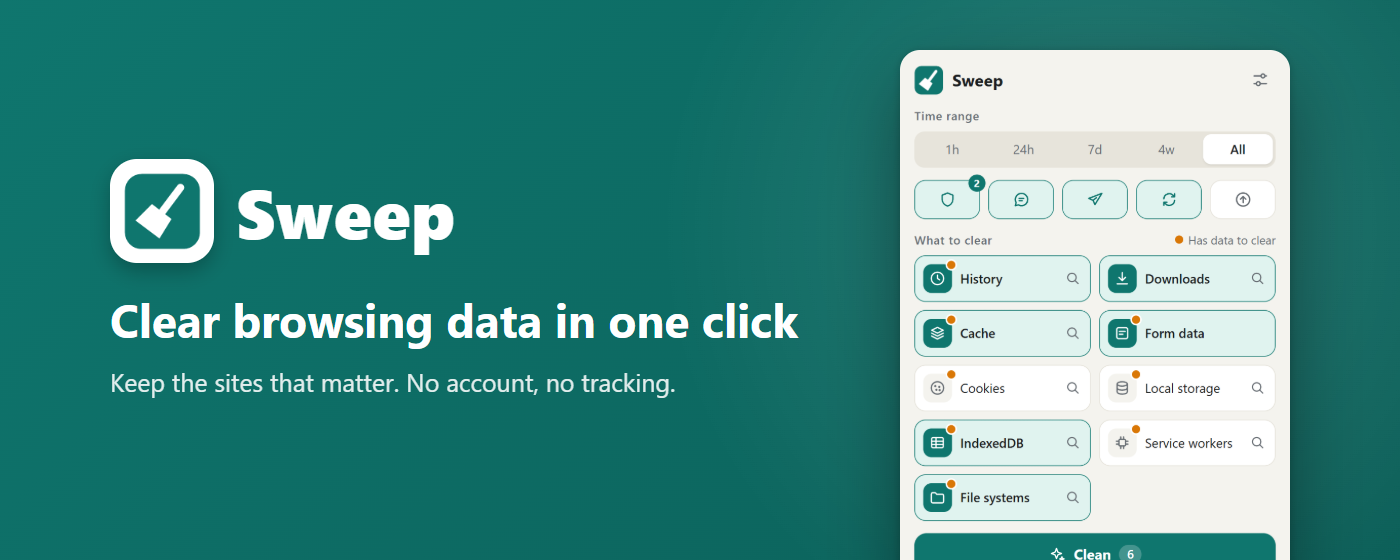 Sweep
Clear browsing data in one click
Keep the sites that matter. No account, no tracking.
Sweep
Time range
1h 24h 7d 4w All
2
What to clear Has data to clear
History Downloads
Cache Form data
Cookies Local storage
IndexedDB Service workers
File systems
Clean 6